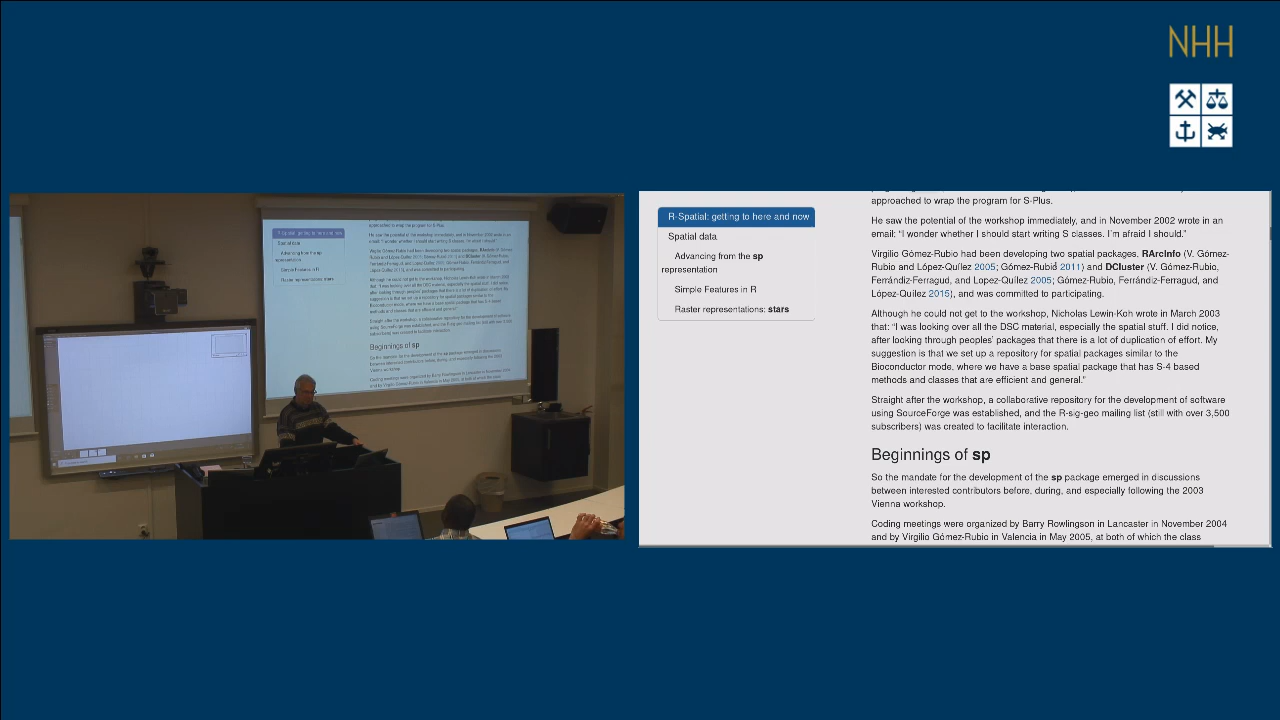 NHH
approached to wrap the program for S-Plus.
R-Spatial: getting to here and now
Spatial data
Advancing from the sp
representation
Simple Features in R
Raster representations: stars
He saw the potential of the workshop immediately, and in November 2002 wrote in an
email: “I wonder whether I should start writing S classes. I’m afraid I should.”
Virgilio Gómez-Rubio had been developing two spatial packages, RArcInfo (V. Gómez-
Rubio and López-Quílez 2005; Gómez-Rubio 2011) and DCluster (V. Gómez-Rubio,
Ferrándiz-Ferragud, and Lopez-Quílez 2005; Gómez-Rubio, Ferrándiz-Ferragud, and
López-Quílez 2015), and was committed to participating.
Although he could not get to the workshop, Nicholas Lewin-Koh wrote in March 2003
that: “I was looking over all the DSC material, especially the spatial stuff. I did notice,
after looking through peoples’ packages that there is a lot of duplication of effort. My
suggestion is that we set up a repository for spatial packages similar to the
Bioconductor mode, where we have a base spatial package that has S-4 based
methods and classes that are efficient and general.”
Straight after the workshop, a collaborative repository for the development of software
using SourceForge was established, and the R-sig-geo mailing list (still with over 3,500
subscribers) was created to facilitate interaction.
Beginnings of sp
So the mandate for the development of the sp package emerged in discussions
between interested contributors before, during, and especially following the 2003
Vienna workshop.
Coding meetings were organized by Barry Rowlingson in Lancaster in November 2004
and by Virgilio Gómez-Rubio in Valencia in May 2005, at both of which the class